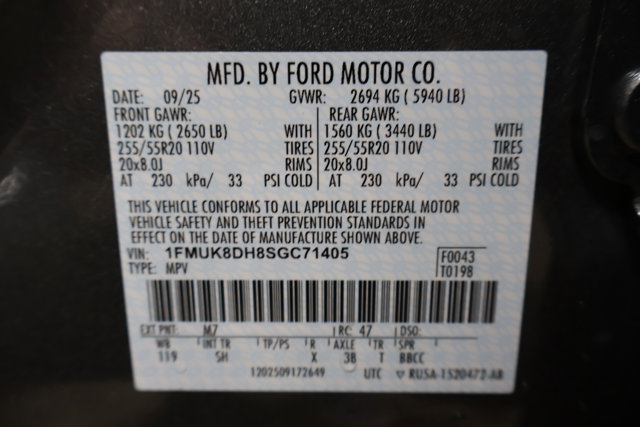 MFD. BY FORD MOTOR CO.
DATE: 09/25 GVWR: 2694 KG ( 5940 LB)
FRONT GAWR: REAR GAWR:
1202 KG ( 2650 LB) WITH 1560 KG ( 3440 LB) WITH
255/55R20 110V TIRES 255/55R20 110V TIRES
20x8.0J RIMS 20x8.0J RIMS
AT 230 kPa/ 33 PSI COLD AT 230 kPa/ 33 PSI COLD
THIS VEHICLE CONFORMS TO ALL APPLICABLE FEDERAL MOTOR
VEHICLE SAFETY AND THEFT PREVENTION STANDARDS IN
EFFECT ON THE DATE OF MANUFACTURE SHOWN ABOVE.
VIN: 1FMUK8DH8SGC71405 F0043
TYPE: MPV T0198
EXT PNT: M7 RC: 47 DSO:
WB INT TR TP/PS R AXLE TR SPR
119 SH X 3B T BBCC
1202509172649 UTC ▽ RUSA-1520472-AB